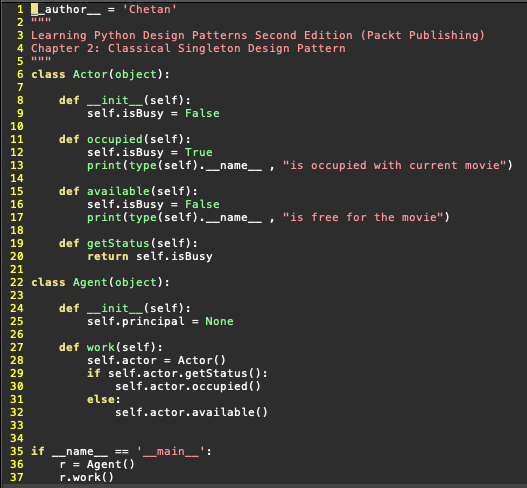 1 __author__ = 'Chetan'
2 """
3 Learning Python Design Patterns Second Edition (Packt Publishing)
4 Chapter 2: Classical Singleton Design Pattern
5 """
6 class Actor(object):
7
8     def __init__(self):
9         self.isBusy = False
10
11     def occupied(self):
12         self.isBusy = True
13         print(type(self).__name__ , "is occupied with current movie")
14
15     def available(self):
16         self.isBusy = False
17         print(type(self).__name__ , "is free for the movie")
18
19     def getStatus(self):
20         return self.isBusy
21
22 class Agent(object):
23
24     def __init__(self):
25         self.principal = None
26
27     def work(self):
28         self.actor = Actor()
29         if self.actor.getStatus():
30             self.actor.occupied()
31         else:
32             self.actor.available()
33
34
35 if __name__ == '__main__':
36     r = Agent()
37     r.work()